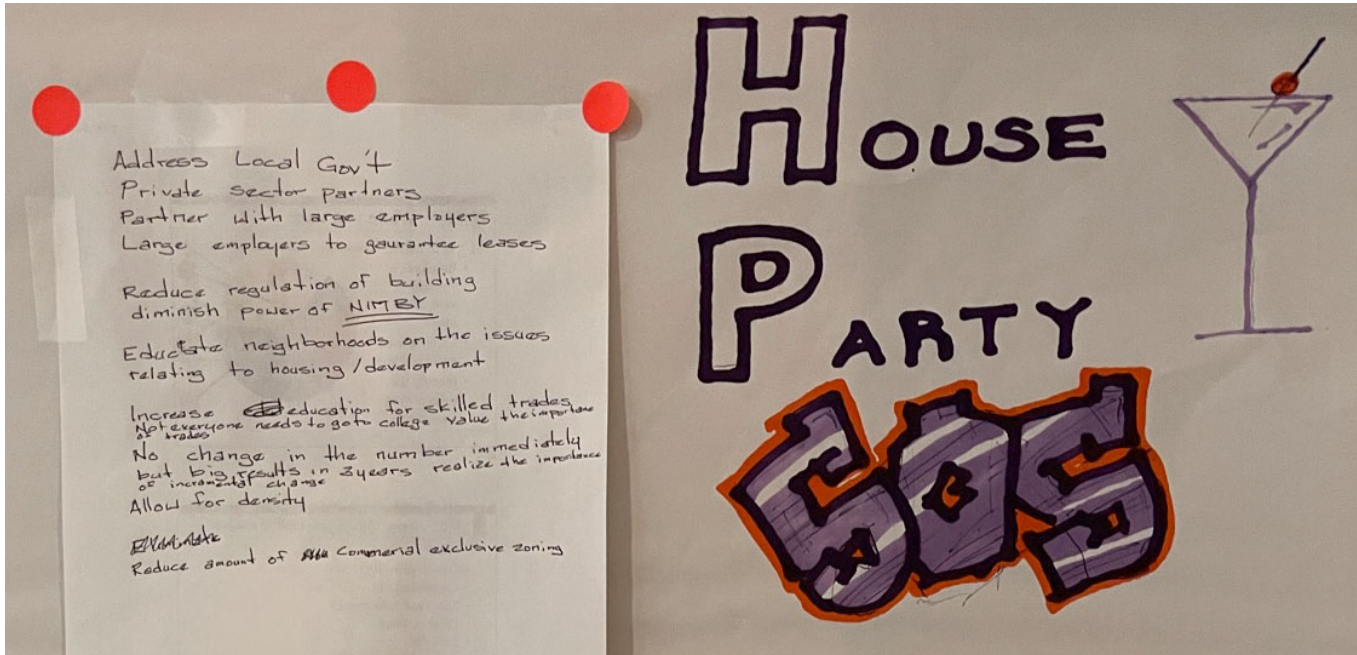 Address Local Gov't
Private sector partners
Partner with large employers
Large employers to gaurantee leases
Reduce regulation of building
diminish power of NIMBY
Eductate neighborhoods on the issues
relating to housing/development
Increase education for skilled trades
Not everyone needs to go to college value the importance
of trades
No change in the number immediately
but big results in 3 years realize the importance
of incramental change
Allow for density
Reduce amount of Commerial exclusive zoning
HOUSE
PARTY
SOS